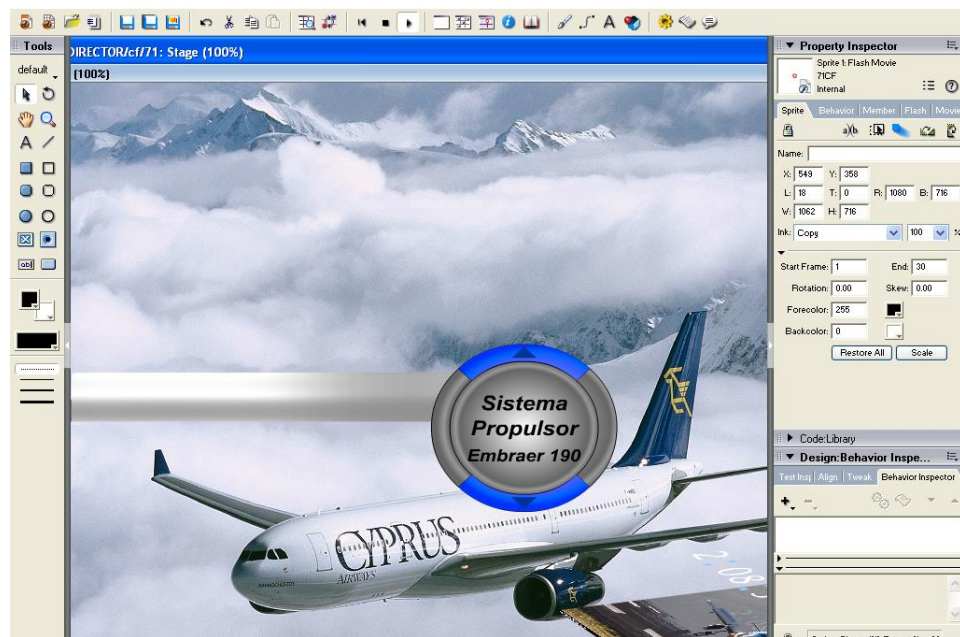 Tools
DIRECTOR/cf/71: Stage (100%)
(100%)
default
A
Property Inspector
Sprite 1: Flash Movie
71CF
Internal
Sprite Behavior Member Flash Movie
Name:
X: 549 Y: 358
L: 18 T: 0 R: 1080 B: 716
W: 1062 H: 716
Ink: Copy 100 %
Start Frame: 1 End: 30
Rotation: 0.00 Skew: 0.00
Forecolor: 255
Backcolor: 0
Restore All Scale
Code:Library
Design:Behavior Inspe...
Text Insp Align Tweak Behavior Inspector
Sistema
Propulsor
Embraer 190
CYPRUS
AIRWAYS